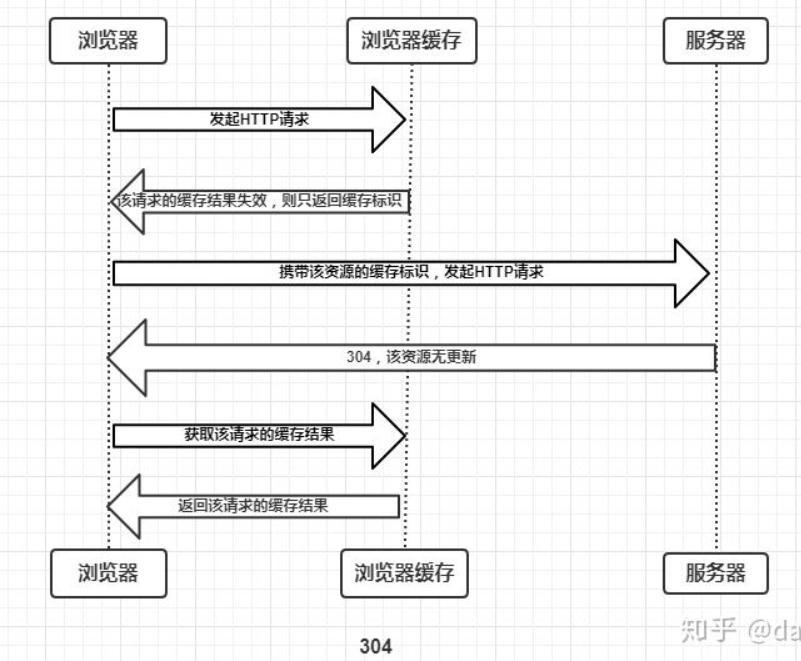 浏览器 浏览器缓存 服务器
发起HTTP请求
该请求的缓存结果失效，则只返回缓存标识
携带该资源的缓存标识，发起HTTP请求
304，该资源无更新
获取该请求的缓存结果
返回该请求的缓存结果
浏览器 浏览器缓存 服务器
304
知乎 @da